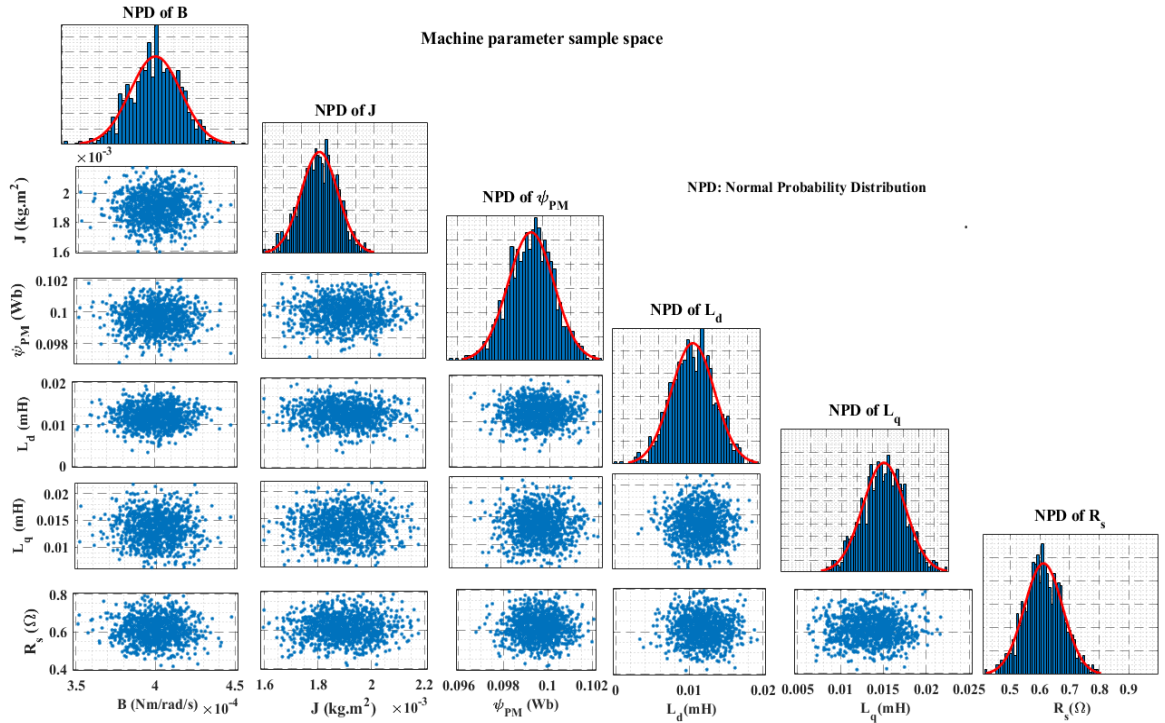 NPD of B
Machine parameter sample space
NPD of J
NPD: Normal Probability Distribution
NPD of ψPM
NPD of Ld
NPD of Lq
NPD of Rs
×10-3
J (kg.m2)
2
1.8
1.6
ψPM (Wb)
0.102
0.1
0.098
Ld (mH)
0.02
0.01
0
Lq (mH)
0.02
0.015
0.01
Rs (Ω)
0.8
0.6
0.4
3.5 4 4.5
B (Nm/rad/s) ×10-4
1.6 1.8 2 2.2
J (kg.m2) ×10-3
0.096 0.098 0.1 0.102
ψPM (Wb)
0 0.01 0.02
Ld(mH)
0.005 0.01 0.015 0.02 0.025
Lq(mH)
0.5 0.6 0.7 0.8 0.9
Rs(Ω)